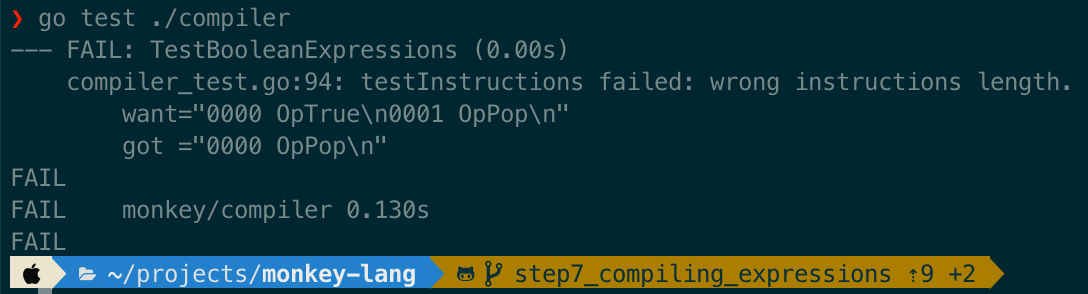 ❯ go test ./compiler
--- FAIL: TestBooleanExpressions (0.00s)
    compiler_test.go:94: testInstructions failed: wrong instructions length.
        want="0000 OpTrue\n0001 OpPop\n"
        got ="0000 OpPop\n"
FAIL
FAIL    monkey/compiler 0.130s
FAIL
~/projects/monkey-lang step7_compiling_expressions ⇡9 +2